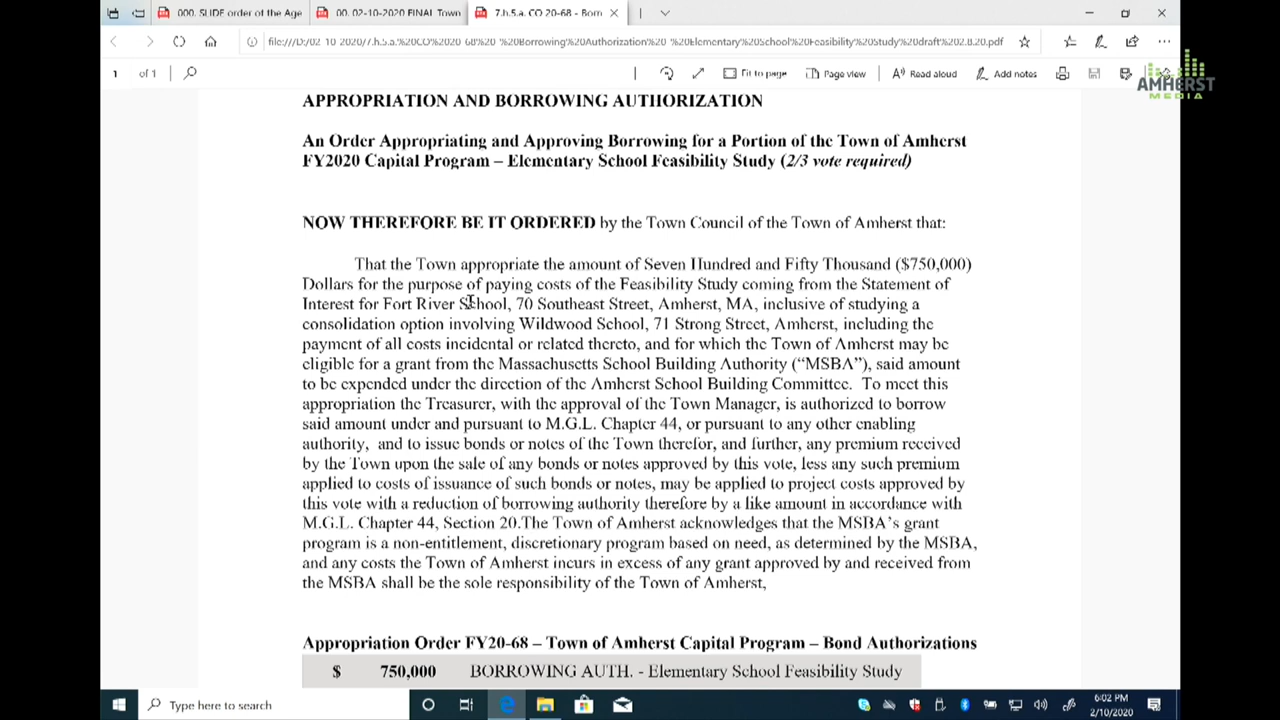 000. SLIDE order of the Age
00. 02-10-2020 FINAL Town
7.h.5.a. CO 20-68 - Borr
file:///D:/02 10 2020/7.h.5.a.%20CO%2020 68%20 %20Borrowing%20Authorization%20 %20Elementary%20School%20Feasibility%20Study%20draft%202.8.20.pdf
1 of 1
Fit to page
Page view
Read aloud
Add notes
AMHERST
MEDIA
APPROPRIATION AND BORROWING AUTHORIZATION
An Order Appropriating and Approving Borrowing for a Portion of the Town of Amherst
FY2020 Capital Program – Elementary School Feasibility Study (2/3 vote required)
NOW THEREFORE BE IT ORDERED by the Town Council of the Town of Amherst that:
That the Town appropriate the amount of Seven Hundred and Fifty Thousand ($750,000)
Dollars for the purpose of paying costs of the Feasibility Study coming from the Statement of
Interest for Fort River School, 70 Southeast Street, Amherst, MA, inclusive of studying a
consolidation option involving Wildwood School, 71 Strong Street, Amherst, including the
payment of all costs incidental or related thereto, and for which the Town of Amherst may be
eligible for a grant from the Massachusetts School Building Authority (“MSBA”), said amount
to be expended under the direction of the Amherst School Building Committee. To meet this
appropriation the Treasurer, with the approval of the Town Manager, is authorized to borrow
said amount under and pursuant to M.G.L. Chapter 44, or pursuant to any other enabling
authority, and to issue bonds or notes of the Town therefor, and further, any premium received
by the Town upon the sale of any bonds or notes approved by this vote, less any such premium
applied to costs of issuance of such bonds or notes, may be applied to project costs approved by
this vote with a reduction of borrowing authority therefore by a like amount in accordance with
M.G.L. Chapter 44, Section 20.The Town of Amherst acknowledges that the MSBA’s grant
program is a non-entitlement, discretionary program based on need, as determined by the MSBA,
and any costs the Town of Amherst incurs in excess of any grant approved by and received from
the MSBA shall be the sole responsibility of the Town of Amherst,
Appropriation Order FY20-68 – Town of Amherst Capital Program – Bond Authorizations
$ 750,000 BORROWING AUTH. - Elementary School Feasibility Study
Type here to search
6:02 PM
2/10/2020